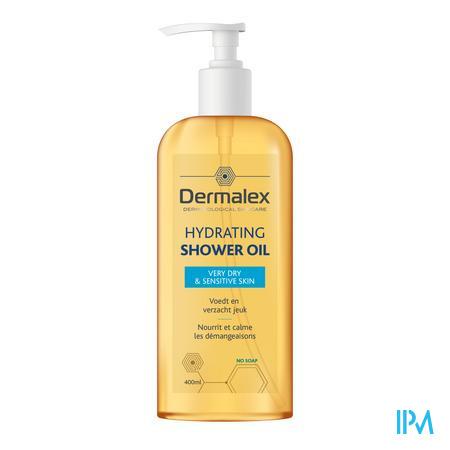 Dermalex
DERMATOLOGICAL SKINCARE
HYDRATING
SHOWER OIL
VERY DRY
& SENSITIVE SKIN
Voedt en
verzacht jeuk
Nourrit et calme
les démangeaisons
NO SOAP
400ml
IPM